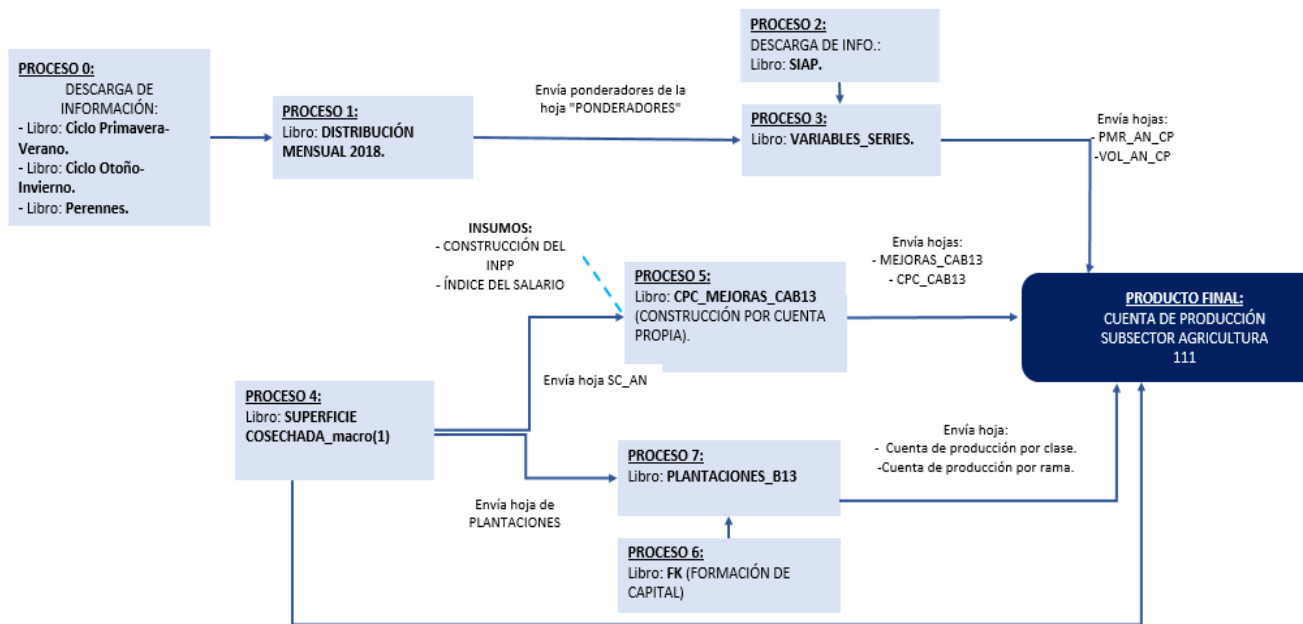 PROCESO 0:
DESCARGA DE
INFORMACIÓN:
- Libro: Ciclo Primavera-
Verano.
- Libro: Ciclo Otoño-
Invierno.
- Libro: Perennes.
PROCESO 1:
Libro: DISTRIBUCIÓN
MENSUAL 2018.
Envía ponderadores de la
hoja "PONDERADORES"
PROCESO 2:
DESCARGA DE INFO.:
Libro: SIAP.
PROCESO 3:
Libro: VARIABLES_SERIES.
Envía hojas:
- PMR_AN_CP
-VOL_AN_CP
INSUMOS:
- CONSTRUCCIÓN DEL
INPP
- ÍNDICE DEL SALARIO
PROCESO 5:
Libro: CPC_MEJORAS_CAB13
(CONSTRUCCIÓN POR CUENTA
PROPIA).
Envía hojas:
- MEJORAS_CAB13
- CPC_CAB13
PRODUCTO FINAL:
CUENTA DE PRODUCCIÓN
SUBSECTOR AGRICULTURA
111
Envía hoja SC_AN
PROCESO 4:
Libro: SUPERFICIE
COSECHADA_macro(1)
Envía hoja de
PLANTACIONES
PROCESO 7:
Libro: PLANTACIONES_B13
Envía hoja:
- Cuenta de producción por clase.
-Cuenta de producción por rama.
PROCESO 6:
Libro: FK (FORMACIÓN DE
CAPITAL)